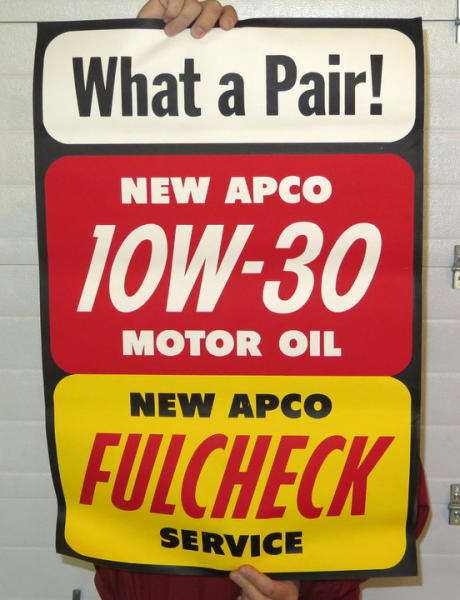 What a Pair!
NEW APCO
10W-30
MOTOR OIL
NEW APCO
FULCHECK
SERVICE